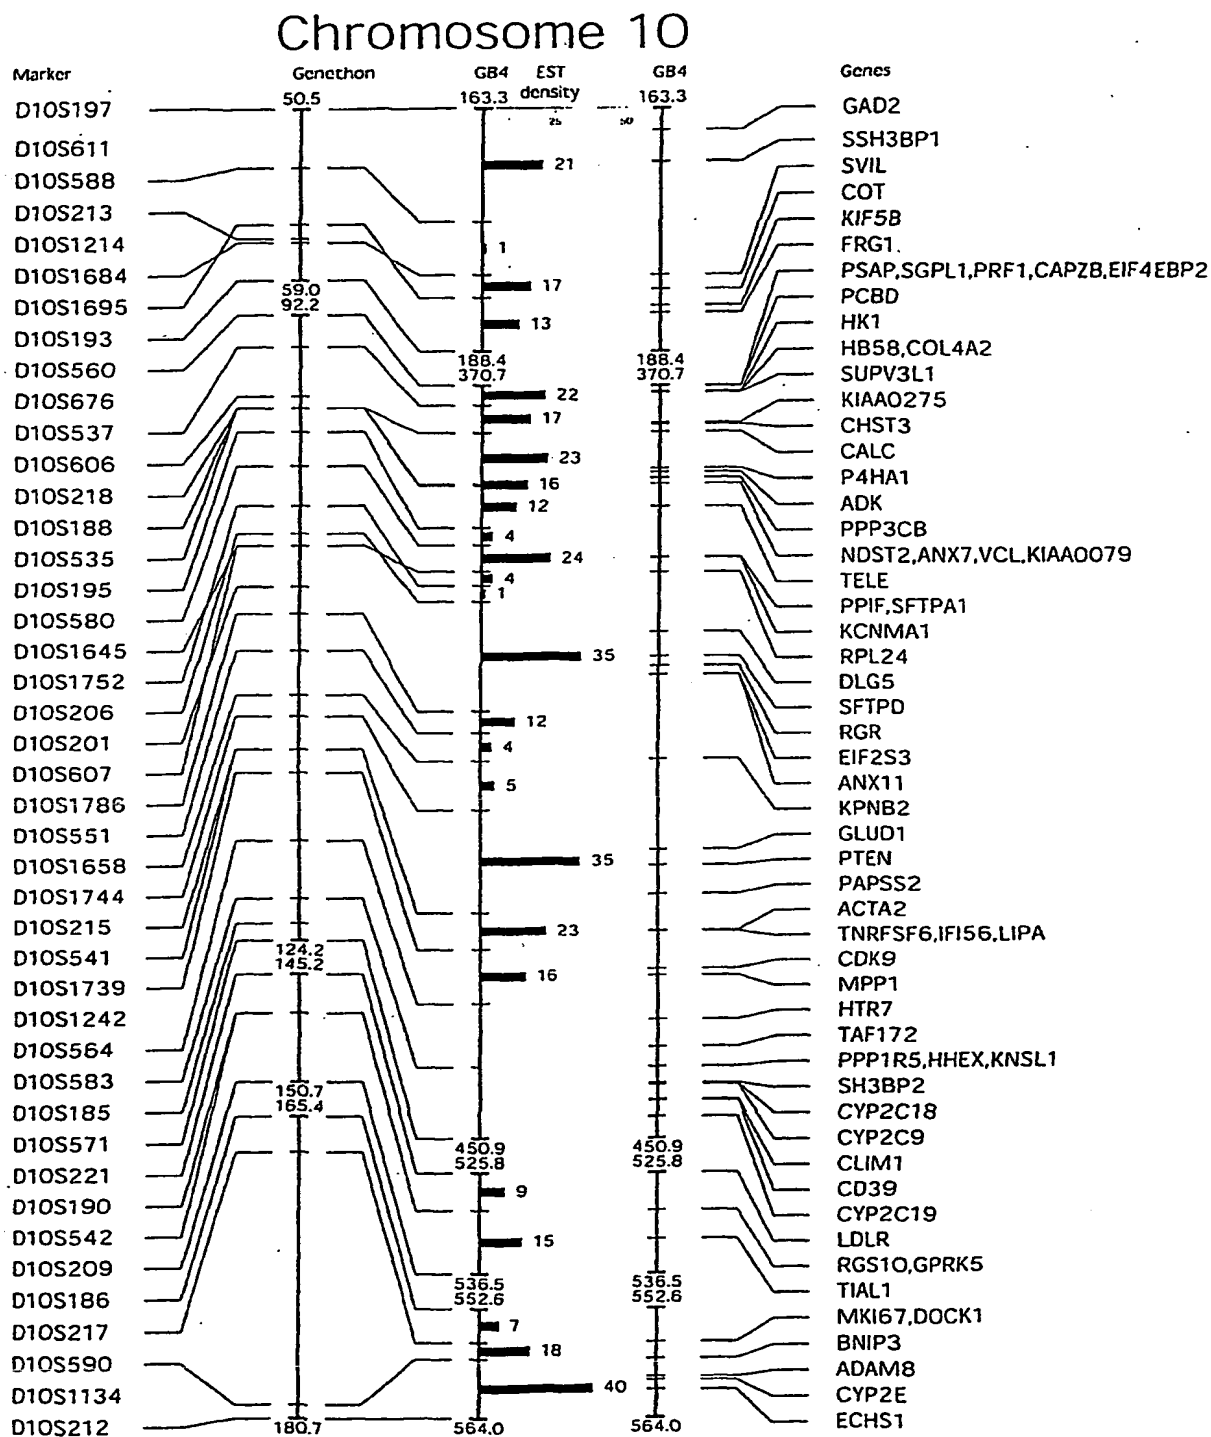 Chromosome 10
Marker Genethon GB4 EST density GB4 Genes
D10S197 50.5 163.3 163.3 GAD2
25 50
D10S611 SSH3BP1
D10S588 21 SVIL
COT
D10S213 KIF5B
D10S1214 1 FRG1
D10S1684 17 PSAP,SGPL1,PRF1,CAPZB,EIF4EBP2
59.0 PCBD
D10S1695 92.2 13 HK1
D10S193 188.4 188.4 HB58,COL4A2
D10S560 370.7 370.7 SUPV3L1
D10S676 22 KIAA0275
D10S537 17 CHST3
CALC
D10S606 23 P4HA1
D10S218 16 ADK
D10S188 12 PPP3CB
D10S535 4 NDST2,ANX7,VCL,KIAA0079
24
D10S195 4 TELE
1 PPIF,SFTPA1
D10S580 KCNMA1
D10S1645 35 RPL24
D10S1752 DLG5
D10S206 12 SFTPD
D10S201 4 RGR
EIF2S3
D10S607 5 ANX11
D10S1786 KPNB2
D10S551 GLUD1
D10S1658 35 PTEN
PAPSS2
D10S1744 ACTA2
D10S215 23 TNRFSF6,IFI56,LIPA
D10S541 124.2 CDK9
145.2 16 MPP1
D10S1739 HTR7
D10S1242 TAF172
D10S564 PPP1R5,HHEX,KNSL1
D10S583 150.7 SH3BP2
D10S185 165.4 CYP2C18
D10S571 450.9 450.9 CYP2C9
525.8 525.8 CLIM1
D10S221 9 CD39
D10S190 CYP2C19
D10S542 15 LDLR
D10S209 536.5 536.5 RGS10,GPRK5
D10S186 552.6 552.6 TIAL1
D10S217 7 MKI67,DOCK1
18 BNIP3
D10S590 ADAM8
D10S1134 40 CYP2E
D10S212 180.7 564.0 564.0 ECHS1